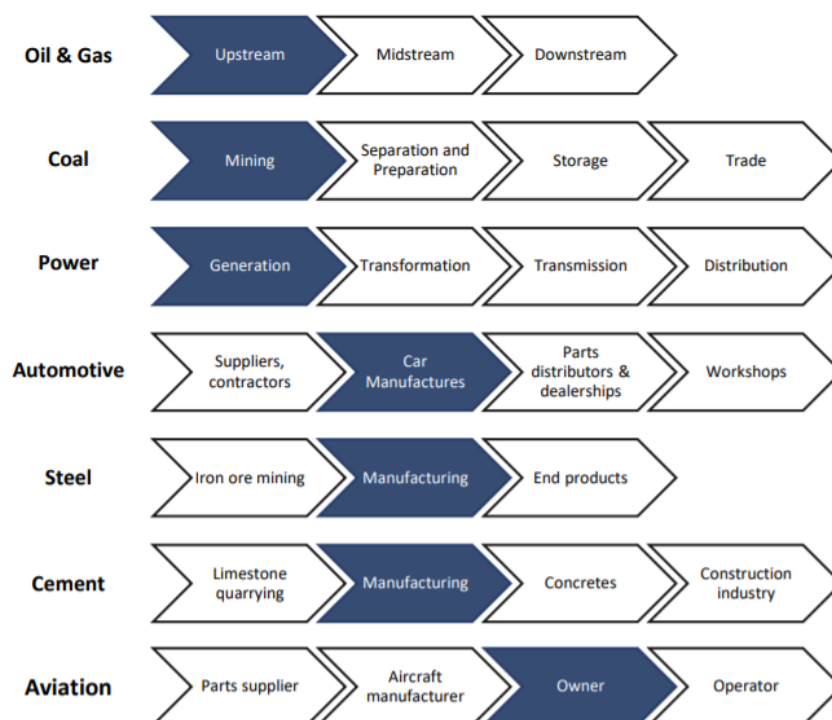 Oil & Gas
Upstream
Midstream
Downstream
Coal
Mining
Separation and
Preparation
Storage
Trade
Power
Generation
Transformation
Transmission
Distribution
Automotive
Suppliers,
contractors
Car
Manufactures
Parts
distributors &
dealerships
Workshops
Steel
Iron ore mining
Manufacturing
End products
Cement
Limestone
quarrying
Manufacturing
Concretes
Construction
industry
Aviation
Parts supplier
Aircraft
manufacturer
Owner
Operator